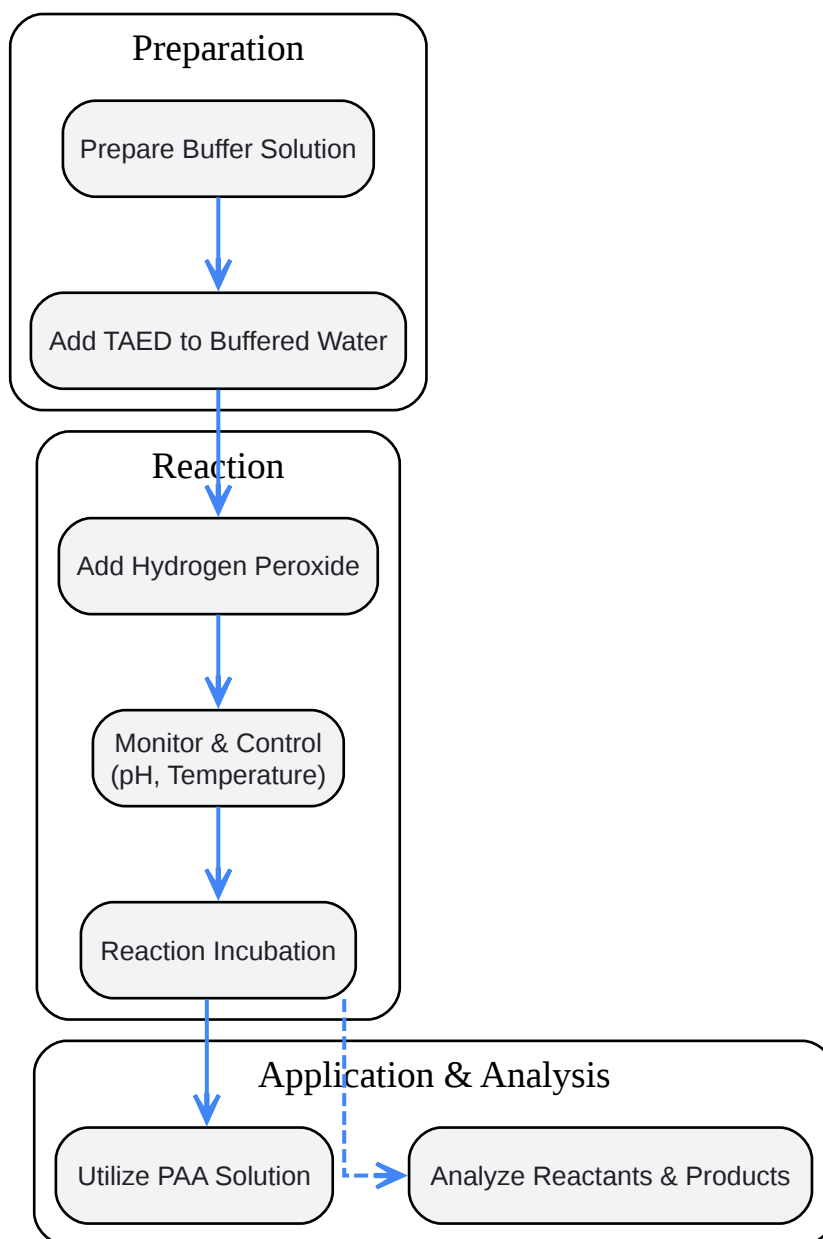 Preparation
Prepare Buffer Solution
Add TAED to Buffered Water
Reaction
Add Hydrogen Peroxide
Monitor & Control
(pH, Temperature)
Reaction Incubation
Application & Analysis
Utilize PAA Solution
Analyze Reactants & Products